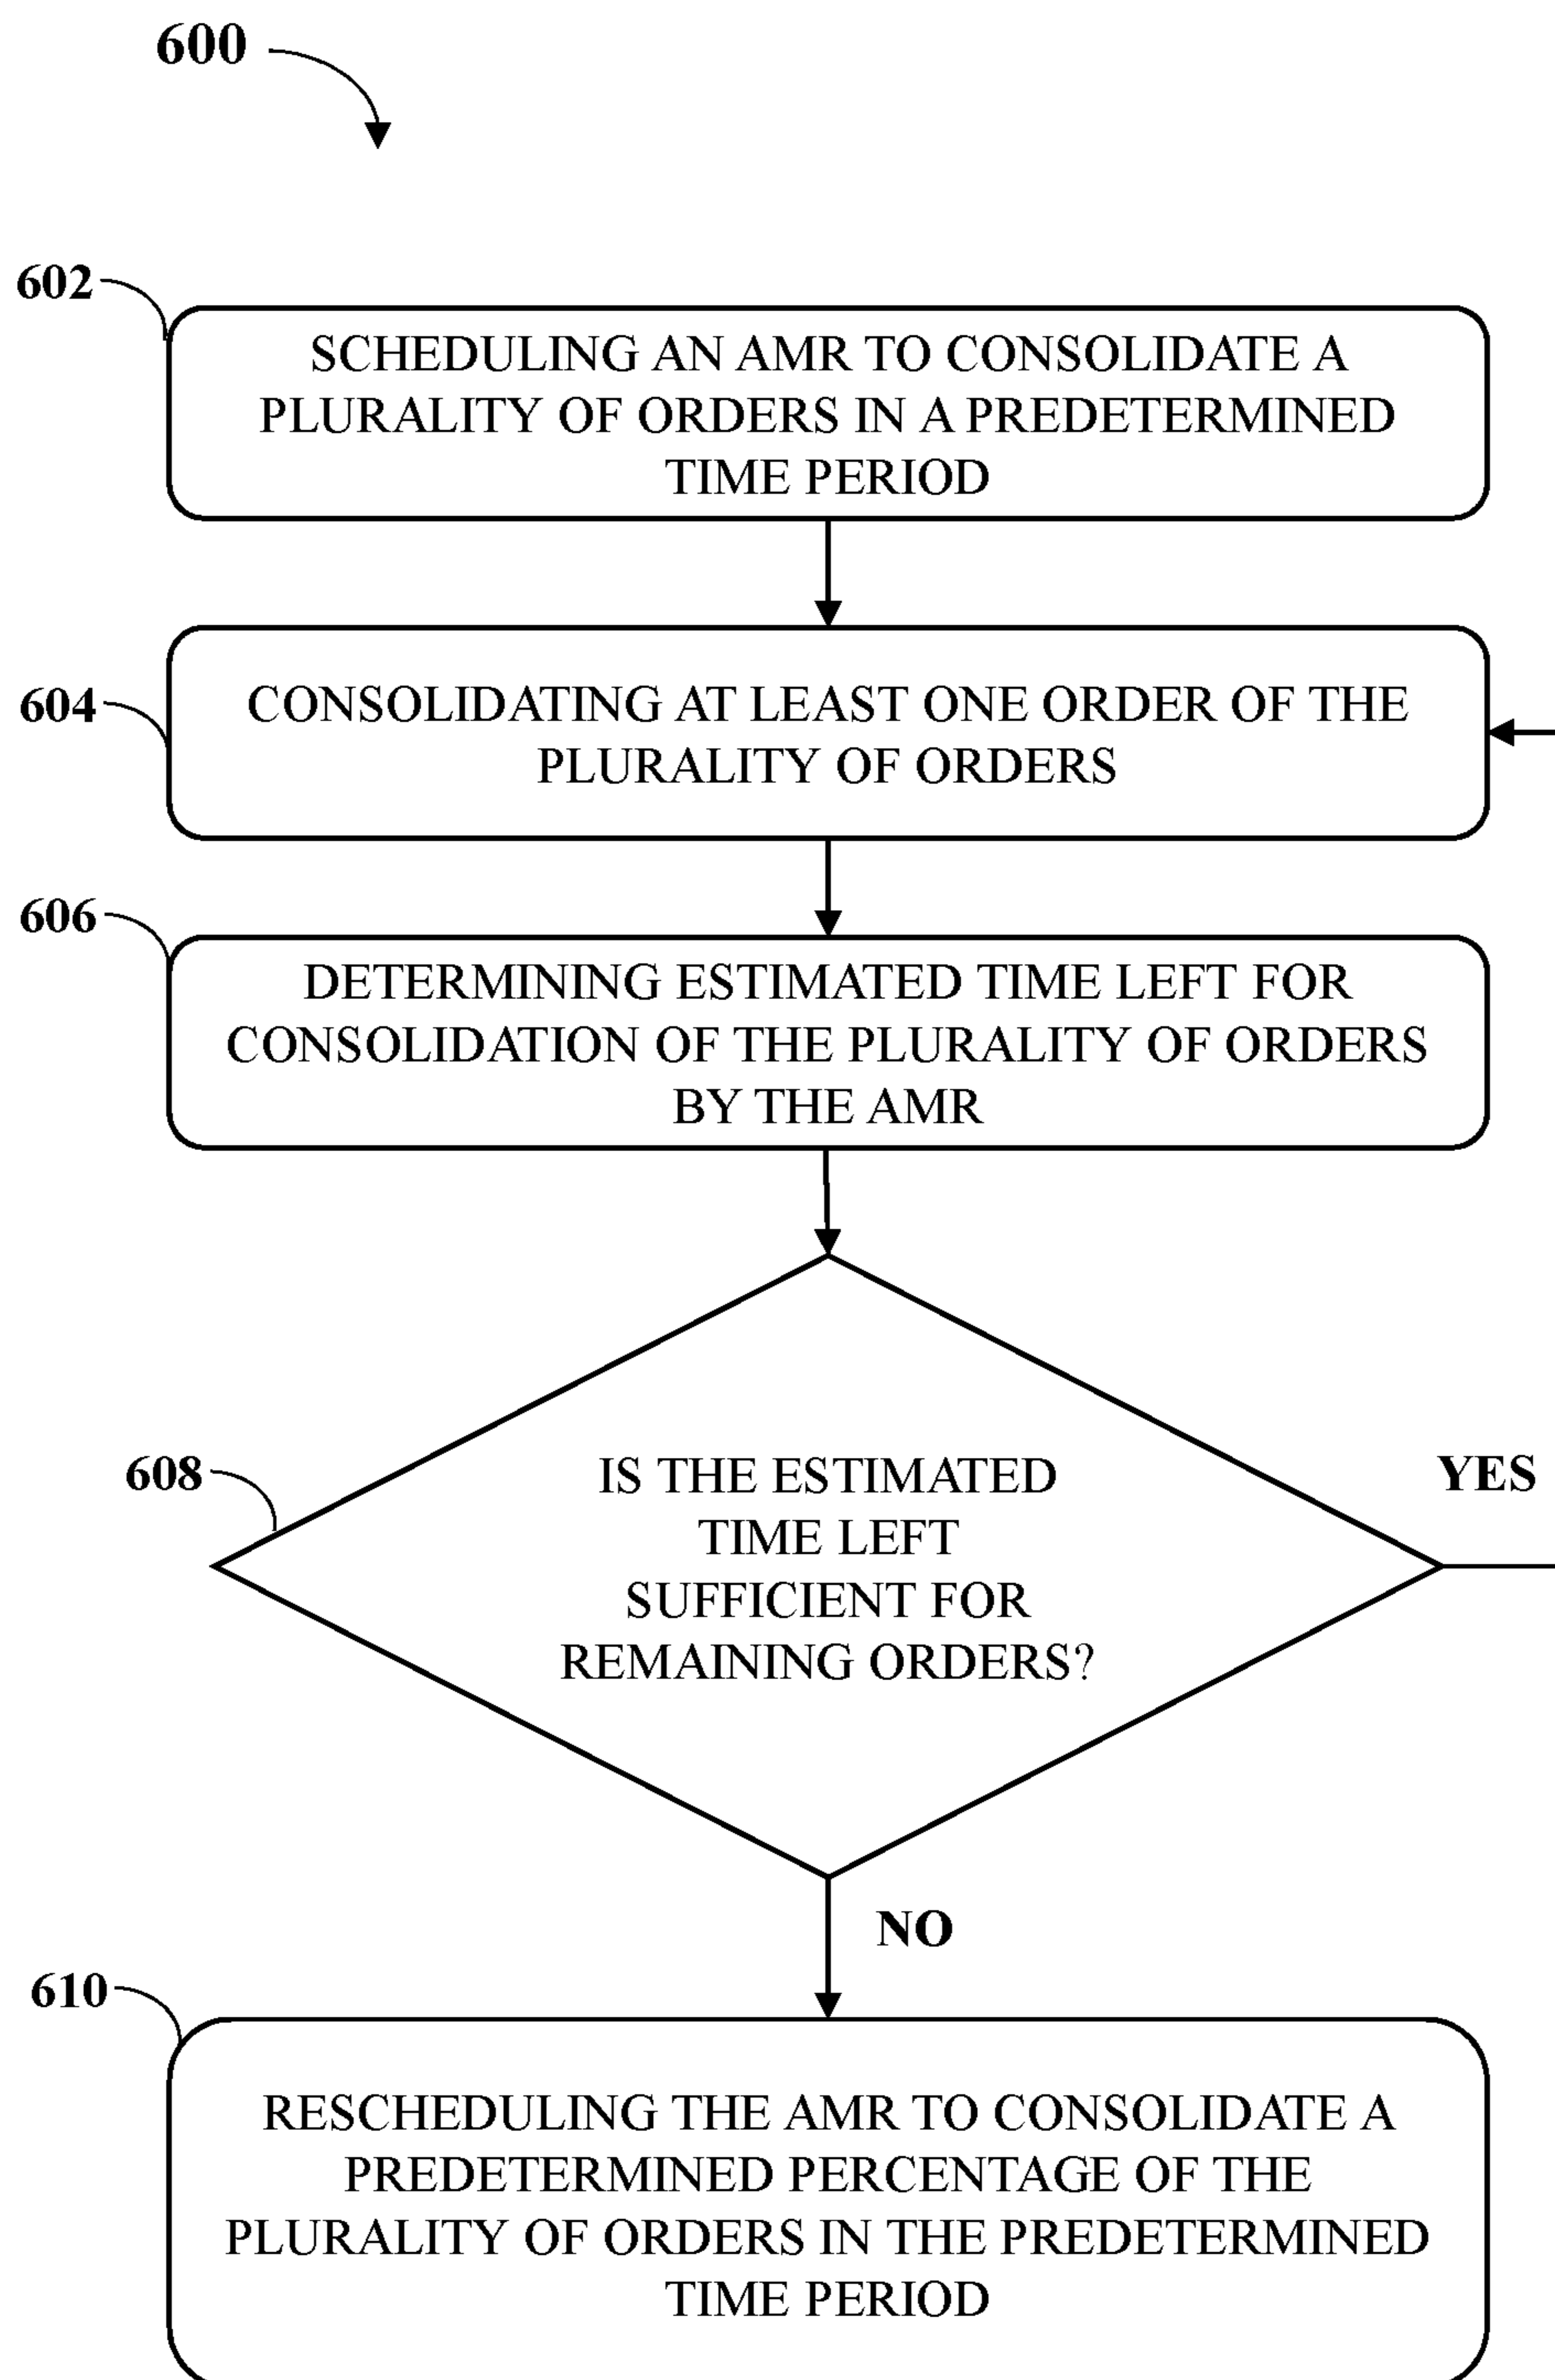 600
602
SCHEDULING AN AMR TO CONSOLIDATE A
PLURALITY OF ORDERS IN A PREDETERMINED
TIME PERIOD
604
CONSOLIDATING AT LEAST ONE ORDER OF THE
PLURALITY OF ORDERS
606
DETERMINING ESTIMATED TIME LEFT FOR
CONSOLIDATION OF THE PLURALITY OF ORDERS
BY THE AMR
608
IS THE ESTIMATED
TIME LEFT
SUFFICIENT FOR
REMAINING ORDERS?
YES
NO
610
RESCHEDULING THE AMR TO CONSOLIDATE A
PREDETERMINED PERCENTAGE OF THE
PLURALITY OF ORDERS IN THE PREDETERMINED
TIME PERIOD